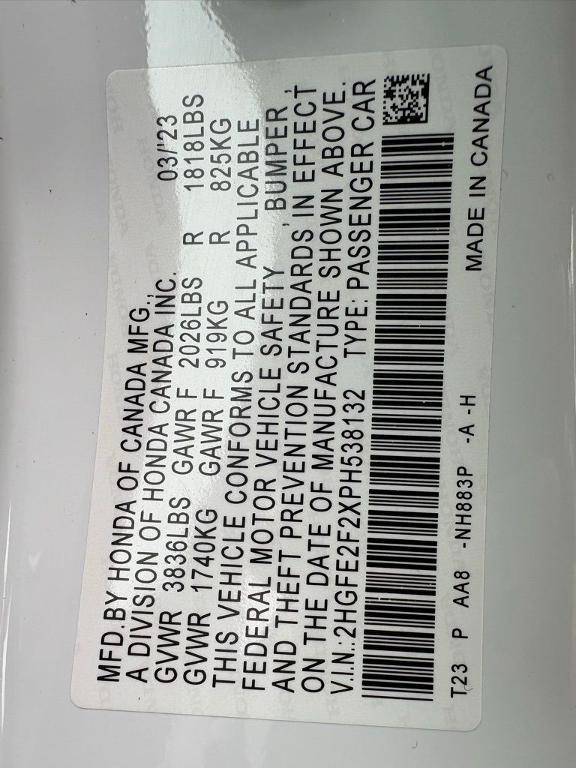 MFD.BY HONDA OF CANADA MFG.,
A DIVISION OF HONDA CANADA INC. 03/'23
GVWR 3836LBS GAWR F 2026LBS R 1818LBS
GVWR 1740KG GAWR F 919KG R 825KG
THIS VEHICLE CONFORMS TO ALL APPLICABLE
FEDERAL MOTOR VEHICLE SAFETY , BUMPER ,
AND THEFT PREVENTION STANDARDS IN EFFECT
ON THE DATE OF MANUFACTURE SHOWN ABOVE.
V.I.N.:2HGFE2F2XPH538132 TYPE: PASSENGER CAR
T23 P AA8 -NH883P -A -H MADE IN CANADA